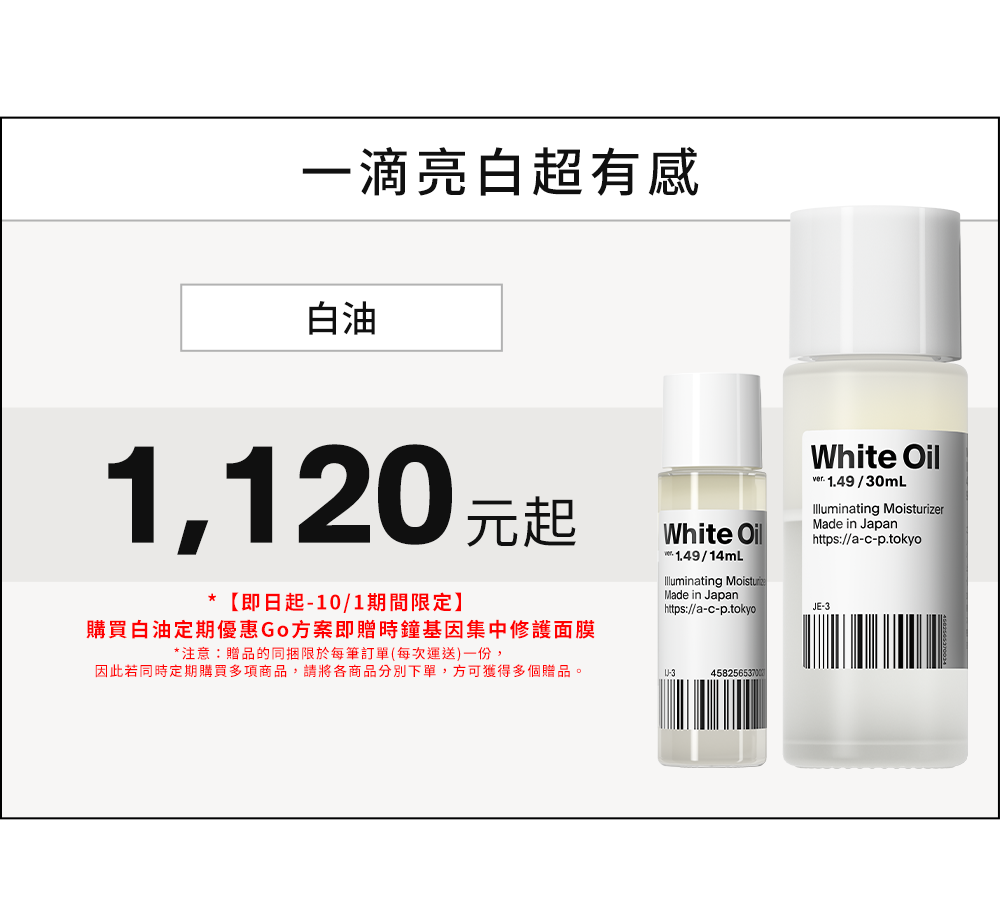 一滴亮白超有感
白油
1,120元起
*【即日起-10/1期間限定】
購買白油定期優惠Go方案即贈時鐘基因集中修護面膜
*注意：贈品的同捆限於每筆訂單(每次運送)一份，
因此若同時定期購買多項商品，請將各商品分別下單，方可獲得多個贈品。
White Oil
ver. 1.49/14mL
Illuminating Moisturize
Made in Japan
https://a-c-p.tokyo
4582565370
White Oil
ver. 1.49/30mL
Illuminating Moisturizer
Made in Japan
https://a-c-p.tokyo
JE-3